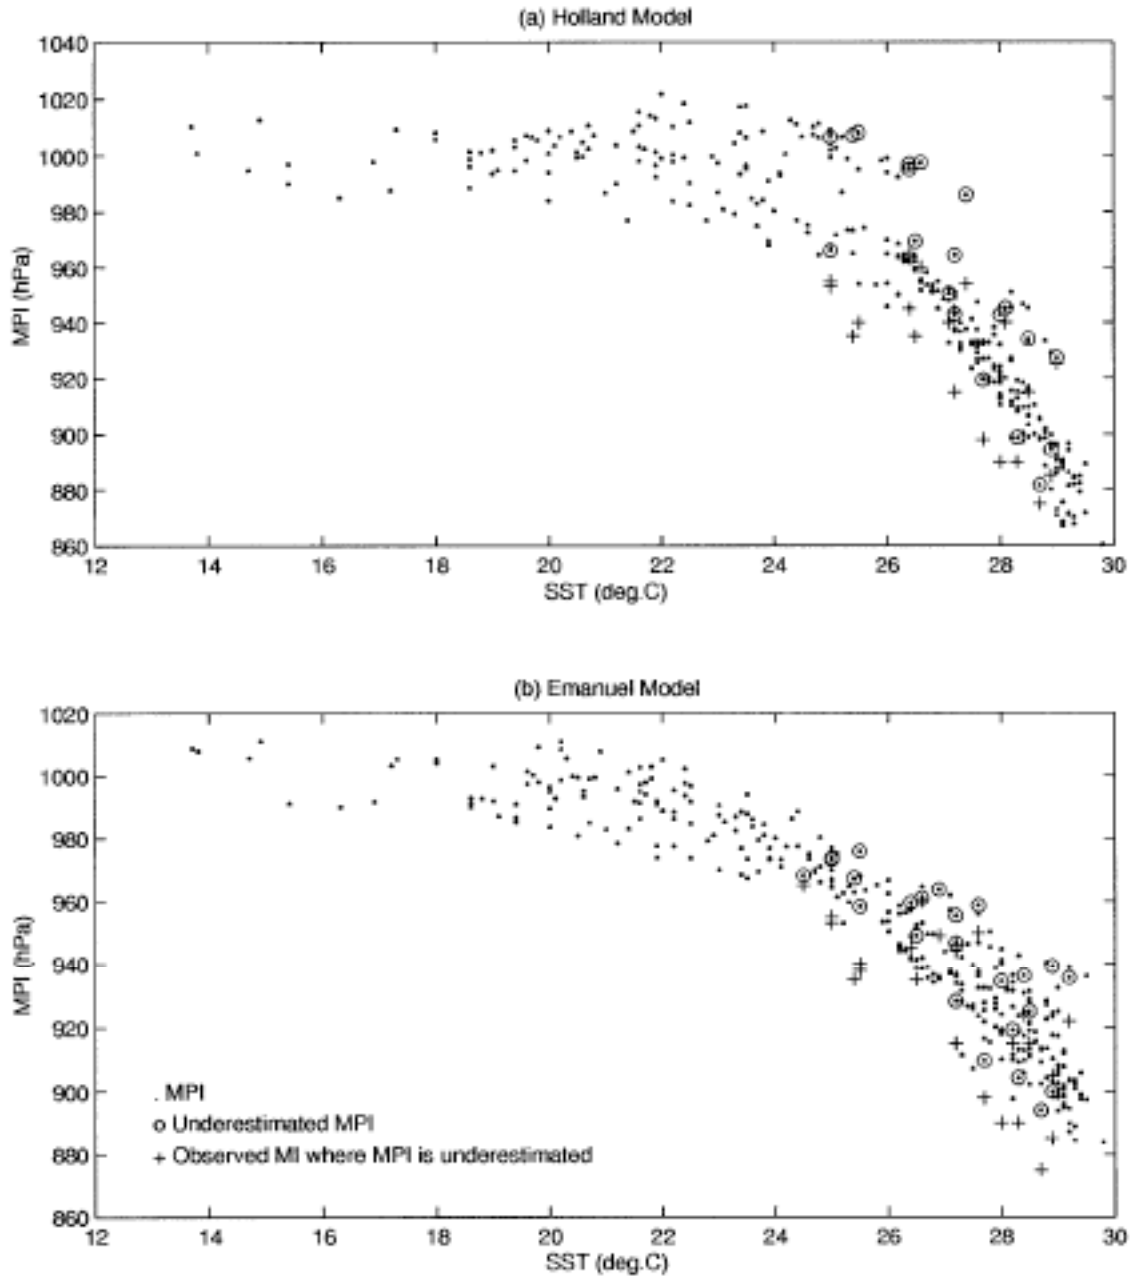 (a) Holland Model
1040
1020
1000
980
960
940
920
900
880
860
MPI (hPa)
12 14 16 18 20 22 24 26 28 30
SST (deg.C)
(b) Emanuel Model
1020
1000
980
960
940
920
900
880
860
MPI (hPa)
. MPI
o Underestimated MPI
+ Observed MI where MPI is underestimated
12 14 16 18 20 22 24 26 28 30
SST (deg.C)